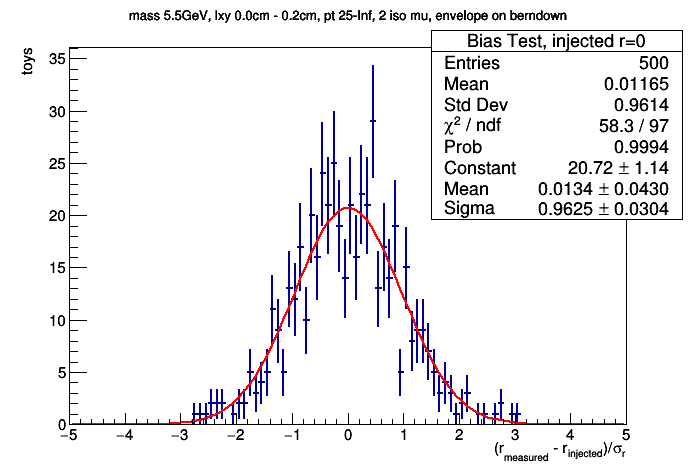 mass 5.5GeV, lxy 0.0cm - 0.2cm, pt 25-Inf, 2 iso mu, envelope on berndown
Bias Test, injected r=0
Entries 500
Mean 0.01165
Std Dev 0.9614
χ² / ndf 58.3 / 97
Prob 0.9994
Constant 20.72 ± 1.14
Mean 0.0134 ± 0.0430
Sigma 0.9625 ± 0.0304
toys
35
30
25
20
15
10
5
0
−5 −4 −3 −2 −1 0 1 2 3 4 5
(r_measured - r_injected)/σ_r